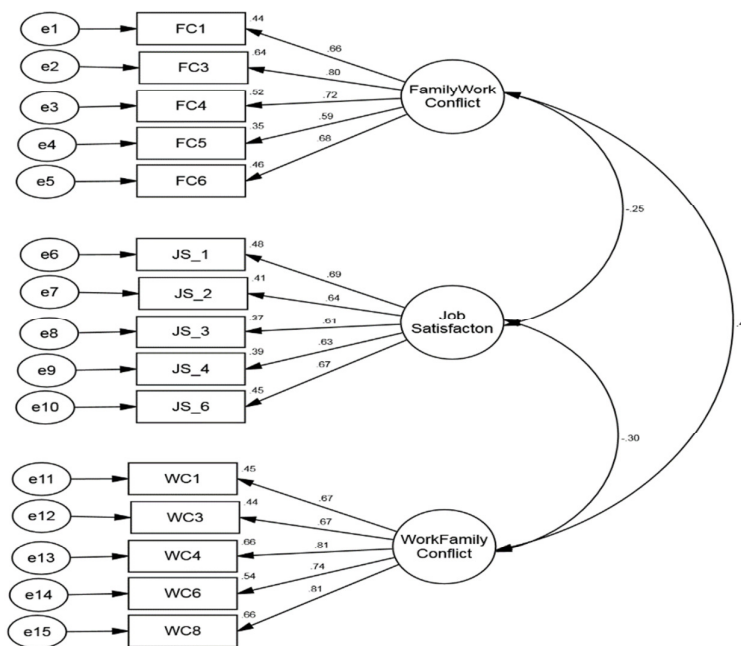 e1
FC1
.44
.66
e2
FC3
.64
.80
e3
FC4
.52
.72
e4
FC5
.35
.59
e5
FC6
.46
.68
FamilyWork
Conflict
-.25
e6
JS_1
.48
.69
e7
JS_2
.41
.64
e8
JS_3
.37
.61
e9
JS_4
.39
.63
e10
JS_6
.45
.67
Job
Satisfacton
-.30
e11
WC1
.45
.67
e12
WC3
.44
.67
e13
WC4
.66
.81
e14
WC6
.54
.74
e15
WC8
.66
.81
WorkFamily
Conflict